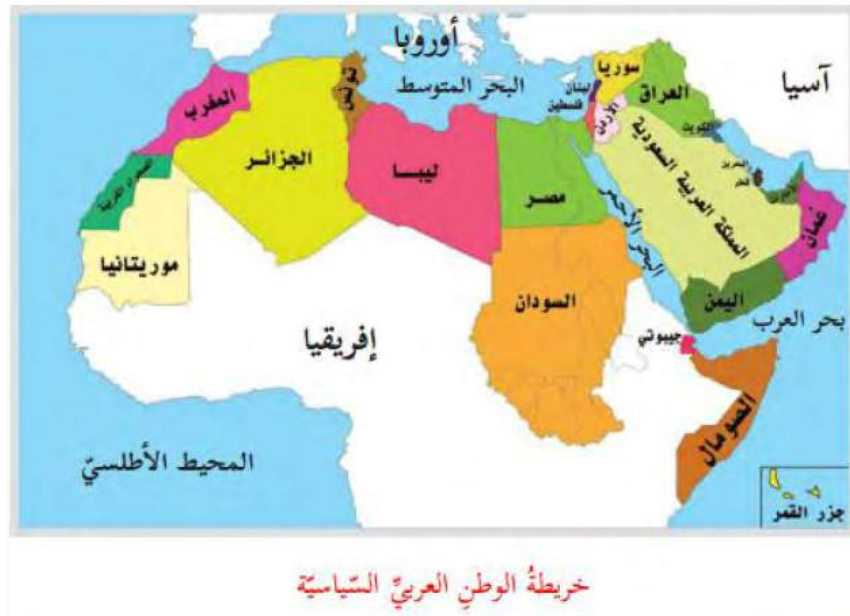 أوروبا
آسيا
البحر المتوسط
سوريا
لبنان
فلسطين
الأردن
العراق
الكويت
تونس
المغرب
الجزائر
ليبيا
مصر
الصحراء الغربية
موريتانيا
المملكة العربية السعودية
البحرين
قطر
الإمارات
عُمان
البحر الأحمر
السودان
اليمن
بحر العرب
إفريقيا
جيبوتي
الصومال
المحيط الأطلسيّ
جزر القمر
خريطةُ الوطنِ العربيِّ السّياسيّة